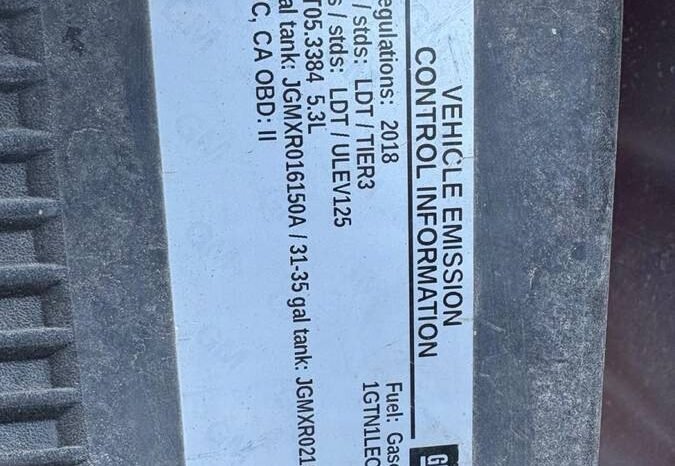 VEHICLE EMISSION
CONTROL INFORMATION
egulations: 2018
/ stds: LDT / TIER3
s / stds: LDT / ULEV125
T05.3384 5.3L
al tank: JGMXR016150A / 31-35 gal tank: JGMXR021
C, CA OBD: II
Fuel: Gaso
1GTN1LEC
G